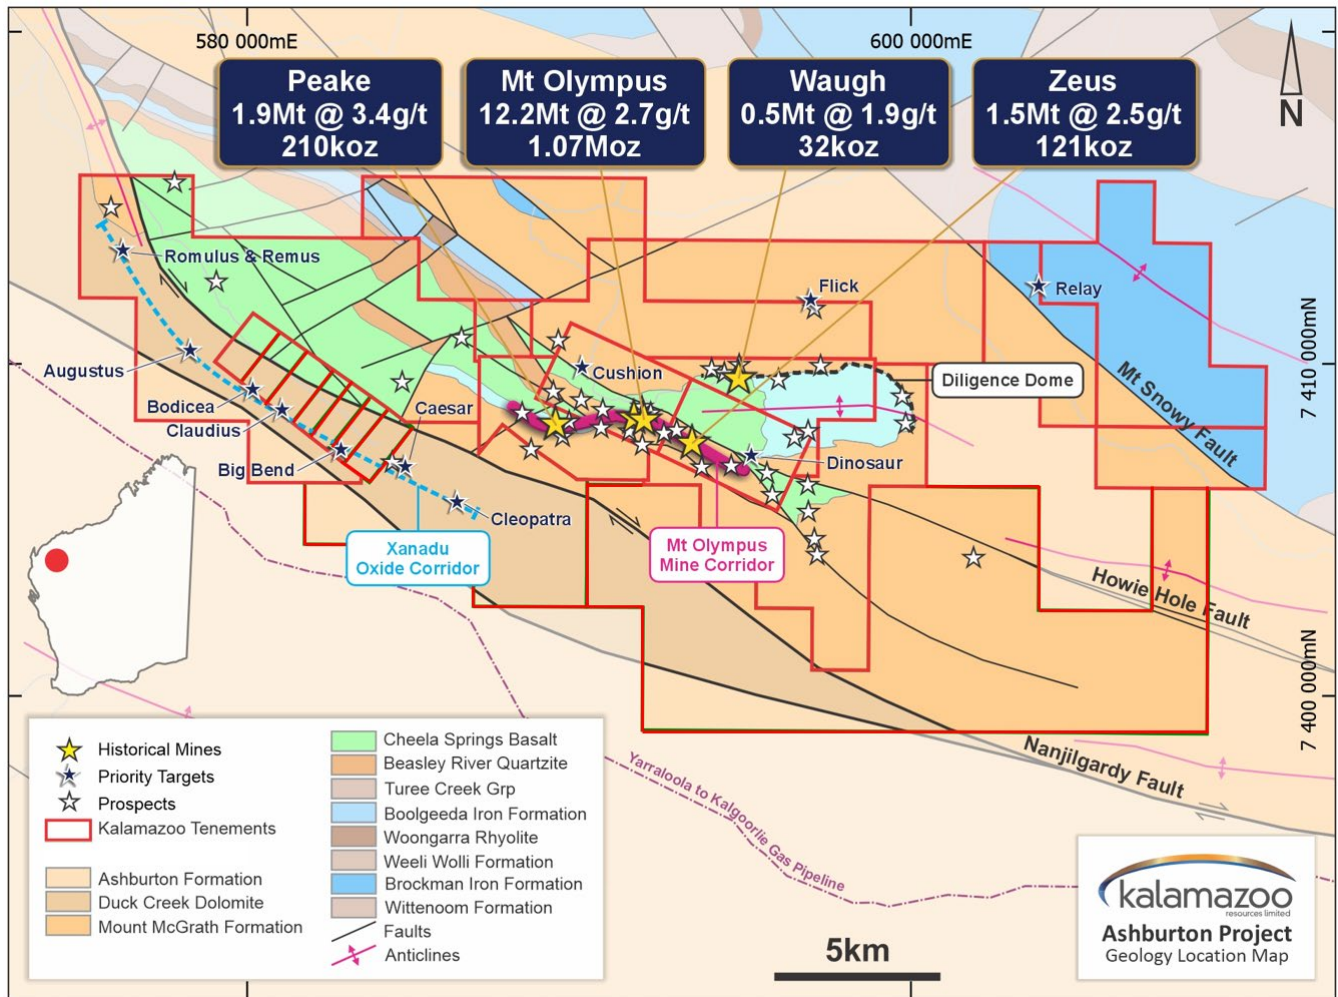 580 000mE
600 000mE
Peake
1.9Mt @ 3.4g/t
210koz
Mt Olympus
12.2Mt @ 2.7g/t
1.07Moz
Waugh
0.5Mt @ 1.9g/t
32koz
Zeus
1.5Mt @ 2.5g/t
121koz
N
Romulus & Remus
Flick
Relay
Augustus
Cushion
Diligence Dome
7 410 000mN
Mt Snowy Fault
Bodicea
Caesar
Claudius
Big Bend
Dinosaur
Cleopatra
Xanadu
Oxide Corridor
Mt Olympus
Mine Corridor
Howie Hole Fault
7 400 000mN
Nanjilgardy Fault
Yarraloola to Kalgoorlie Gas Pipeline
Historical Mines
Priority Targets
Prospects
Kalamazoo Tenements
Ashburton Formation
Duck Creek Dolomite
Mount McGrath Formation
Cheela Springs Basalt
Beasley River Quartzite
Turee Creek Grp
Boolgeeda Iron Formation
Woongarra Rhyolite
Weeli Wolli Formation
Brockman Iron Formation
Wittenoom Formation
Faults
Anticlines
5km
kalamazoo
resources limited
Ashburton Project
Geology Location Map